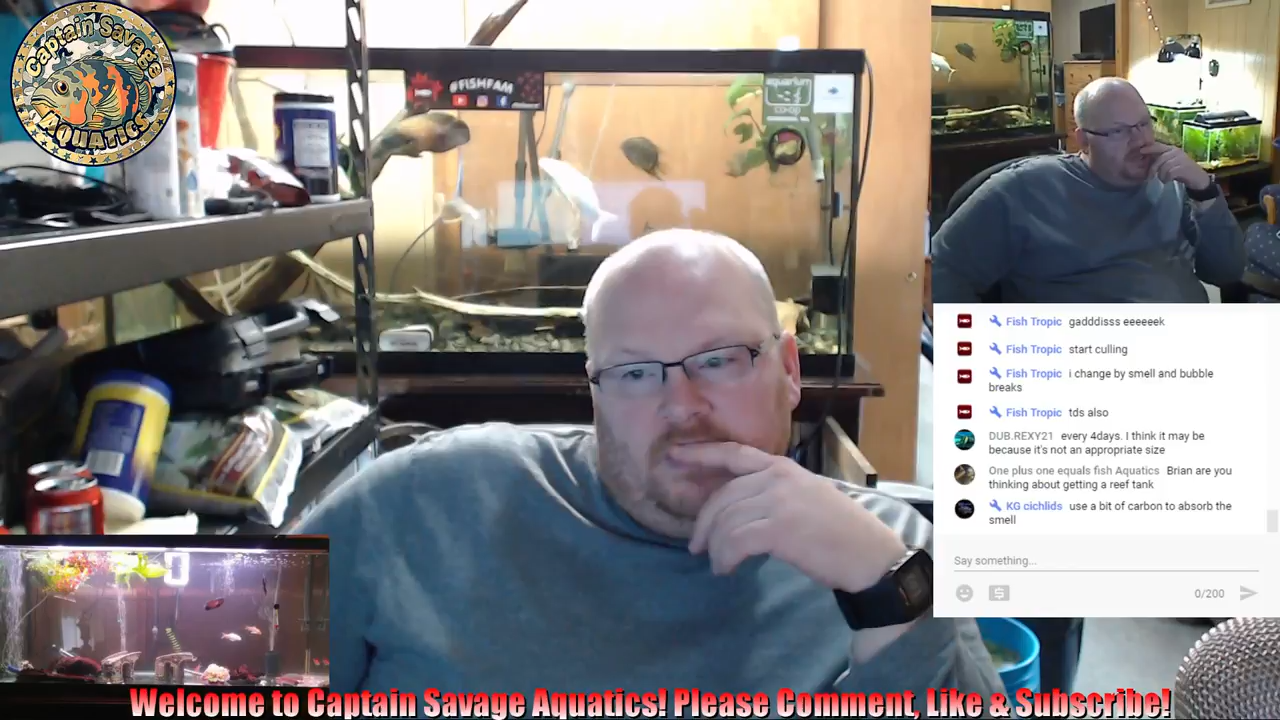 Captain Savage
AQUATICS
#FISHFAM
aquarium
CO-OP
Fish Tropic gadddisss eeeeeek
Fish Tropic start culling
Fish Tropic i change by smell and bubble
breaks
Fish Tropic tds also
DUB.REXY21 every 4days. I think it may be
because it's not an appropriate size
One plus one equals fish Aquatics Brian are you
thinking about getting a reef tank
KG cichlids use a bit of carbon to absorb the
smell
Say something...
0/200
Welcome to Captain Savage Aquatics! Please Comment, Like & Subscribe!